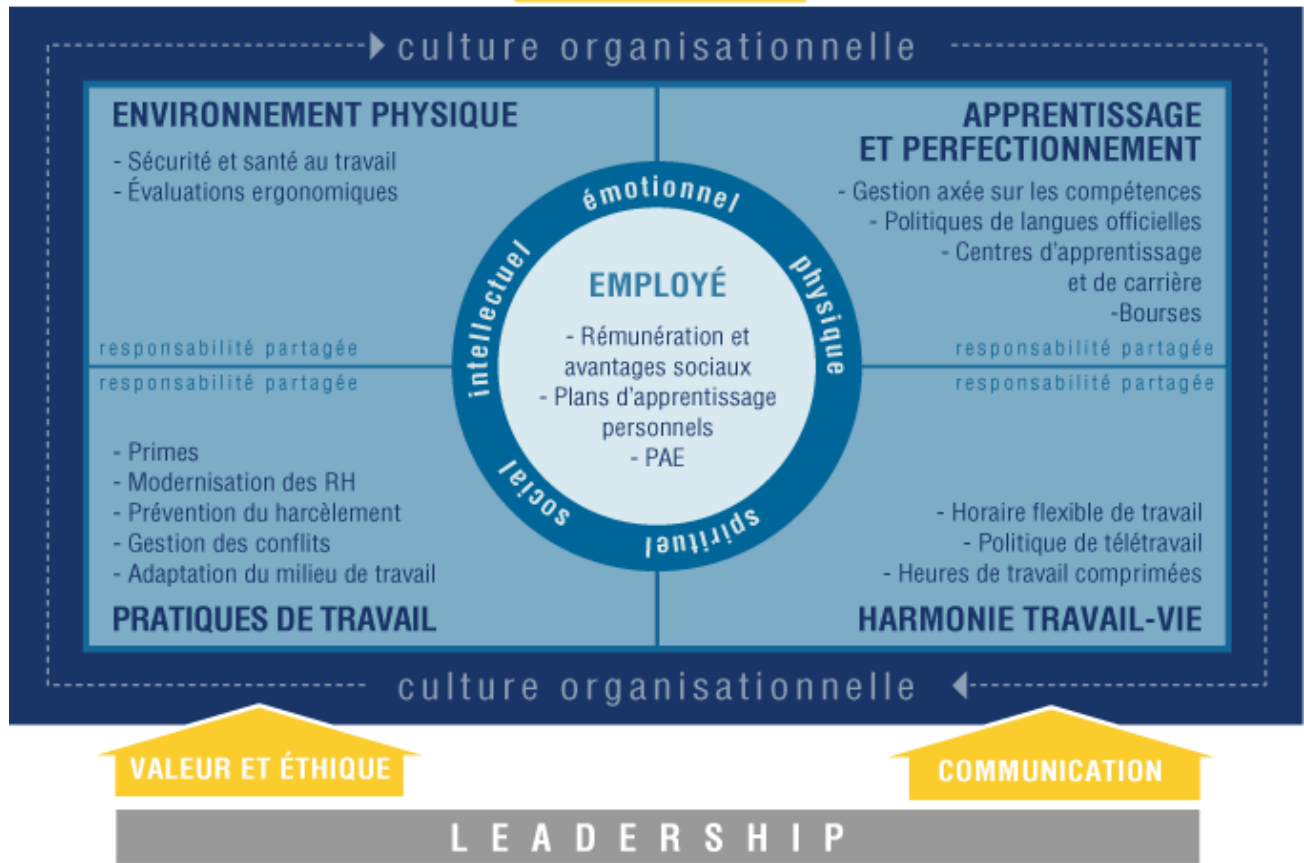 culture organisationnelle
ENVIRONNEMENT PHYSIQUE
- Sécurité et santé au travail
- Évaluations ergonomiques
responsabilité partagée
APPRENTISSAGE
ET PERFECTIONNEMENT
- Gestion axée sur les compétences
- Politiques de langues officielles
- Centres d'apprentissage
et de carrière
-Bourses
responsabilité partagée
émotionnel
physique
spirituel
social
intellectuel
EMPLOYÉ
- Rémunération et
avantages sociaux
- Plans d'apprentissage
personnels
- PAE
responsabilité partagée
- Primes
- Modernisation des RH
- Prévention du harcèlement
- Gestion des conflits
- Adaptation du milieu de travail
PRATIQUES DE TRAVAIL
responsabilité partagée
- Horaire flexible de travail
- Politique de télétravail
- Heures de travail comprimées
HARMONIE TRAVAIL-VIE
culture organisationnelle
VALEUR ET ÉTHIQUE
COMMUNICATION
LEADERSHIP